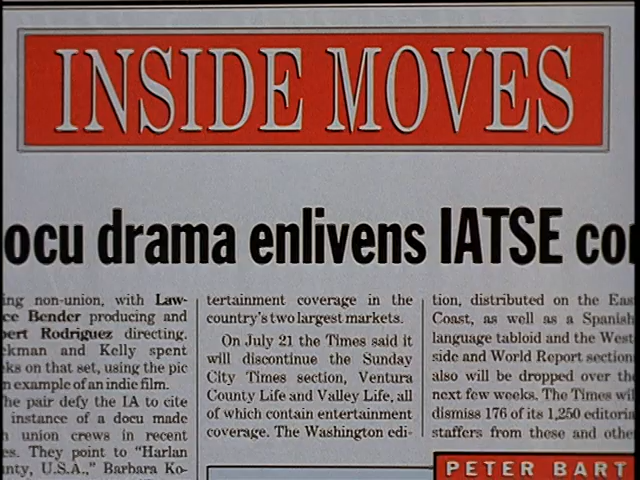 INSIDE MOVES
ocu drama enlivens IATSE co
ing non-union, with Law-
ce Bender producing and
ert Rodriguez directing.
ckman and Kelly spent
ks on that set, using the pic
n example of an indie film.
he pair defy the IA to cite
instance of a docu made
h union crews in recent
es. They point to "Harlan
nty, U.S.A.," Barbara Ko-
tertainment coverage in the
country's two largest markets.
On July 21 the Times said it
will discontinue the Sunday
City Times section, Ventura
County Life and Valley Life, all
of which contain entertainment
coverage. The Washington edi-
tion, distributed on the Eas
Coast, as well as a Spanish
language tabloid and the West
side and World Report section
also will be dropped over the
next few weeks. The Times wil
dismiss 176 of its 1,250 editoria
staffers from these and othe
PETER BART